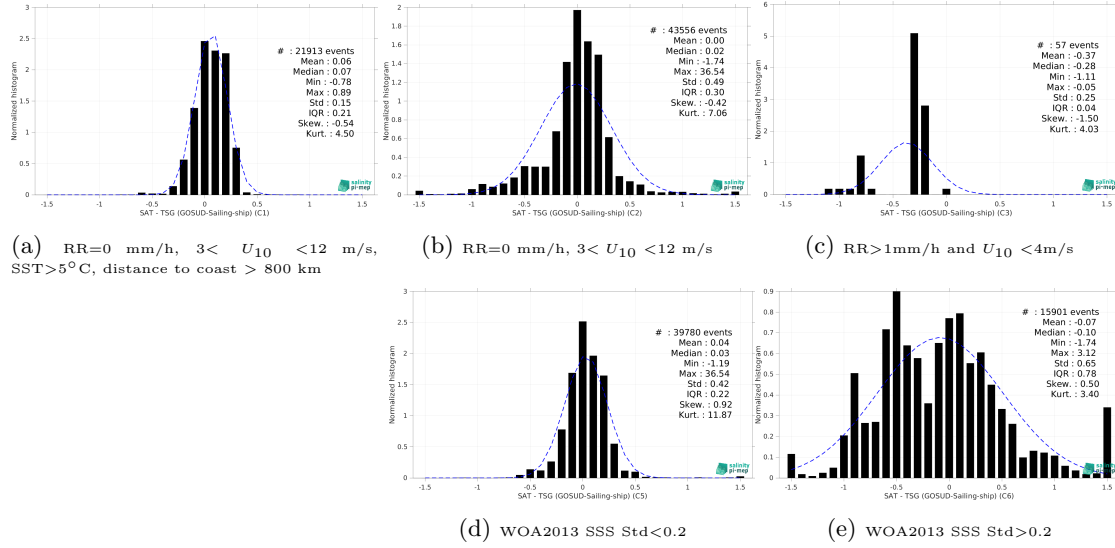 3
2.5
2
1.5
1
0.5
0
Normalized histogram
# : 21913 events
Mean : 0.06
Median : 0.07
Min : -0.78
Max : 0.89
Std : 0.15
IQR : 0.21
Skew. : -0.54
Kurt. : 4.50
salinity
pi-mep
-1.5 -1 -0.5 0 0.5 1 1.5
SAT - TSG (GOSUD-Sailing-ship) (C1)
(a) RR=0 mm/h, 3< U10 <12 m/s,
SST>5°C, distance to coast > 800 km
2
1.8
1.6
1.4
1.2
1
0.8
0.6
0.4
0.2
0
Normalized histogram
# : 43556 events
Mean : 0.00
Median : 0.02
Min : -1.74
Max : 36.54
Std : 0.49
IQR : 0.30
Skew. : -0.42
Kurt. : 7.06
salinity
pi-mep
-1.5 -1 -0.5 0 0.5 1 1.5
SAT - TSG (GOSUD-Sailing-ship) (C2)
(b) RR=0 mm/h, 3< U10 <12 m/s
6
5
4
3
2
1
0
Normalized histogram
# : 57 events
Mean : -0.37
Median : -0.28
Min : -1.11
Max : -0.05
Std : 0.25
IQR : 0.04
Skew. : -1.50
Kurt. : 4.03
salinity
pi-mep
-1.5 -1 -0.5 0 0.5 1 1.5
SAT - TSG (GOSUD-Sailing-ship) (C3)
(c) RR>1mm/h and U10 <4m/s
3
2.5
2
1.5
1
0.5
0
Normalized histogram
# : 39780 events
Mean : 0.04
Median : 0.03
Min : -1.19
Max : 36.54
Std : 0.42
IQR : 0.22
Skew. : 0.92
Kurt. : 11.87
salinity
pi-mep
-1.5 -1 -0.5 0 0.5 1 1.5
SAT - TSG (GOSUD-Sailing-ship) (C5)
(d) WOA2013 SSS Std<0.2
0.9
0.8
0.7
0.6
0.5
0.4
0.3
0.2
0.1
0
Normalized histogram
# : 15901 events
Mean : -0.07
Median : -0.10
Min : -1.74
Max : 3.12
Std : 0.65
IQR : 0.78
Skew. : 0.50
Kurt. : 3.40
salinity
pi-mep
-1.5 -1 -0.5 0 0.5 1 1.5
SAT - TSG (GOSUD-Sailing-ship) (C6)
(e) WOA2013 SSS Std>0.2